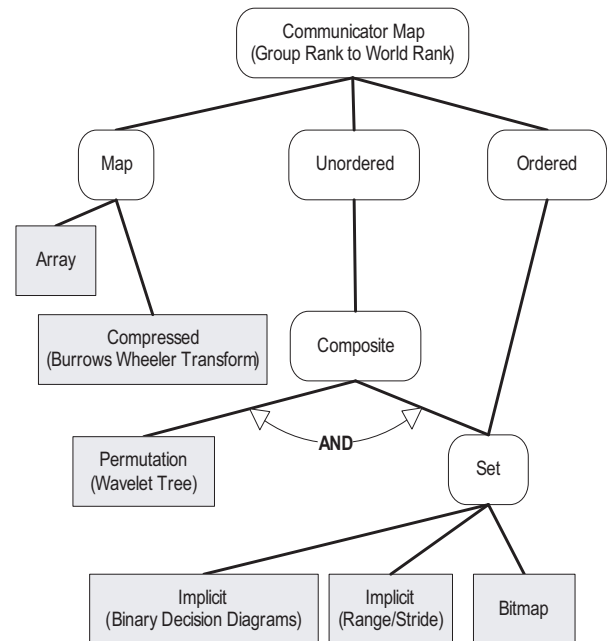 Communicator Map
(Group Rank to World Rank)
Map
Unordered
Ordered
Array
Compressed
(Burrows Wheeler Transform)
Composite
AND
Permutation
(Wavelet Tree)
Set
Implicit
(Binary Decision Diagrams)
Implicit
(Range/Stride)
Bitmap